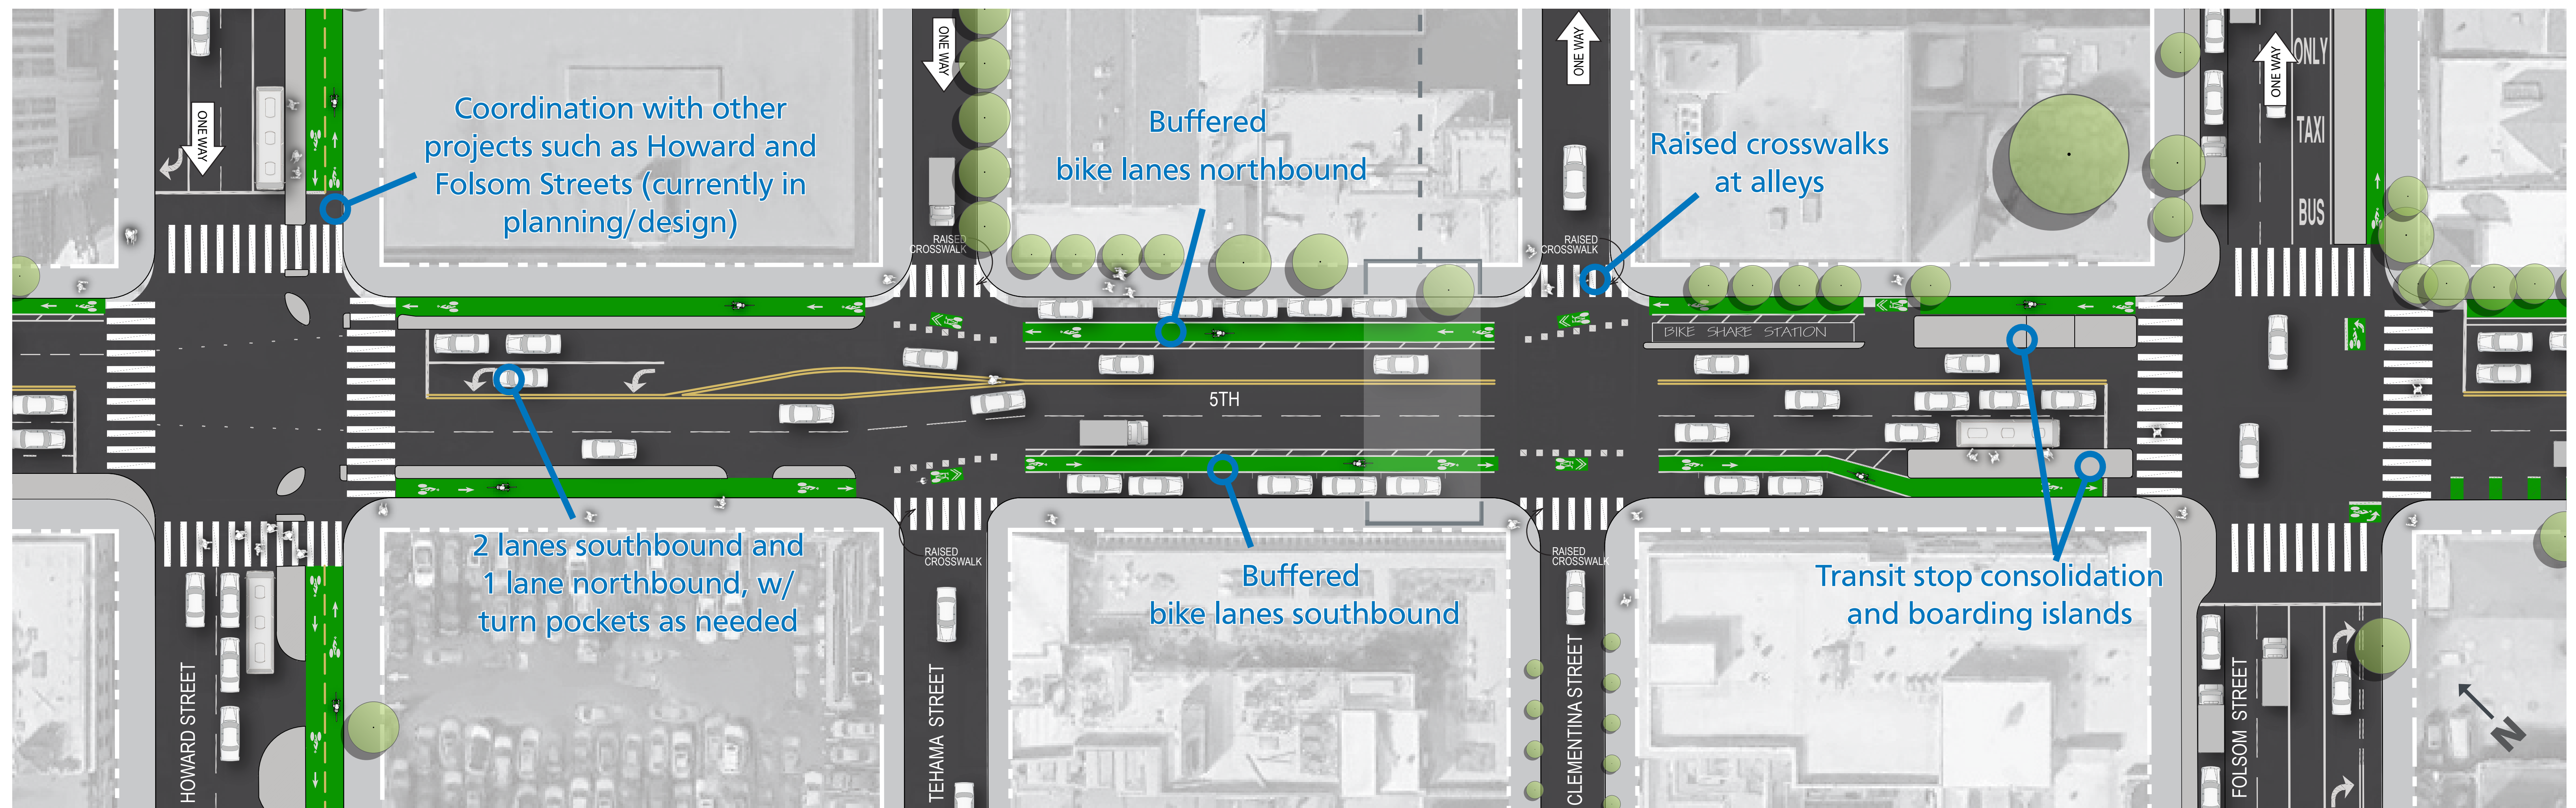 ONE WAY
ONE WAY
ONE WAY
ONE WAY
ONLY
TAXI
BUS
Coordination with other
projects such as Howard and
Folsom Streets (currently in
planning/design)
Buffered
bike lanes northbound
Raised crosswalks
at alleys
RAISED
CROSSWALK
RAISED
CROSSWALK
BIKE SHARE STATION
5TH
2 lanes southbound and
1 lane northbound, w/
turn pockets as needed
RAISED
CROSSWALK
Buffered
bike lanes southbound
RAISED
CROSSWALK
Transit stop consolidation
and boarding islands
HOWARD STREET
TEHAMA STREET
CLEMENTINA STREET
FOLSOM STREET
N